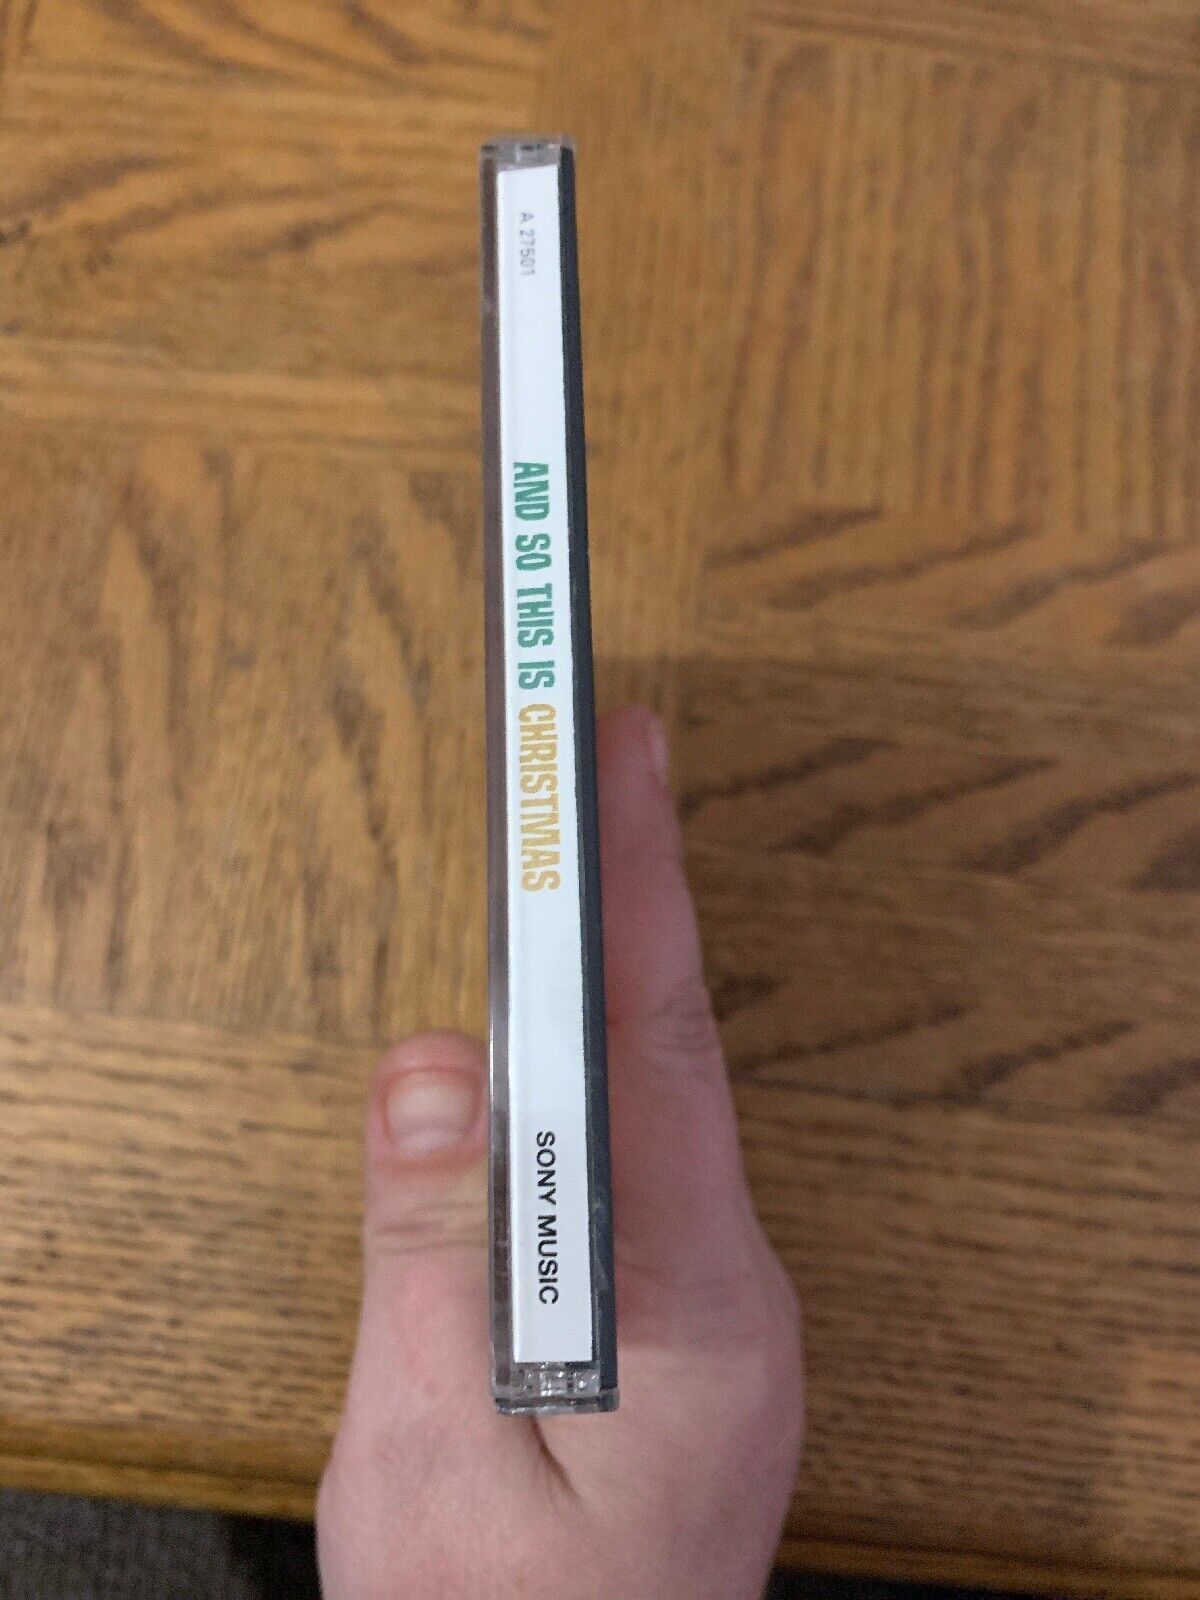 A 27501
AND SO THIS IS CHRISTMAS
SONY MUSIC